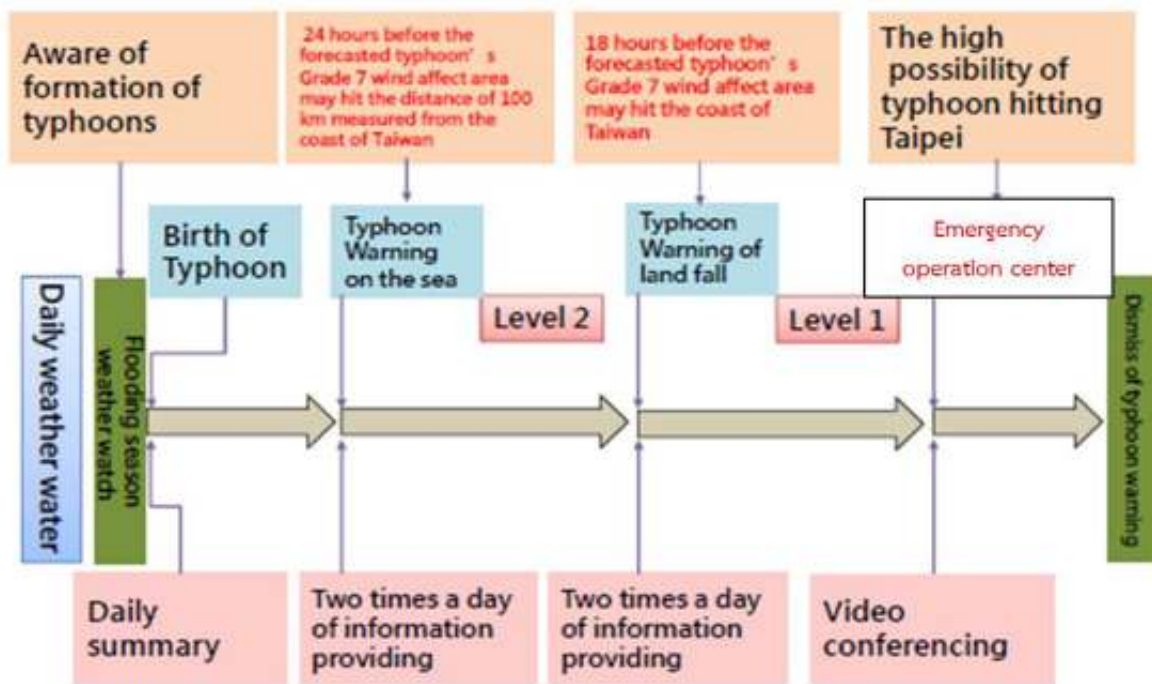 Aware of
formation of
typhoons
24 hours before the
forecasted typhoon's
Grade 7 wind affect area
may hit the distance of 100
km measured from the
coast of Taiwan
18 hours before the
forecasted typhoon's
Grade 7 wind affect area
may hit the coast of
Taiwan
The high
possibility of
typhoon hitting
Taipei
Birth of
Typhoon
Typhoon
Warning
on the sea
Typhoon
Warning of
land fall
Emergency
operation center
Level 2
Level 1
Daily weather water
Flooding season
weather watch
Dismiss of typhoon warning
Daily
summary
Two times a day
of information
providing
Two times a day
of information
providing
Video
conferencing